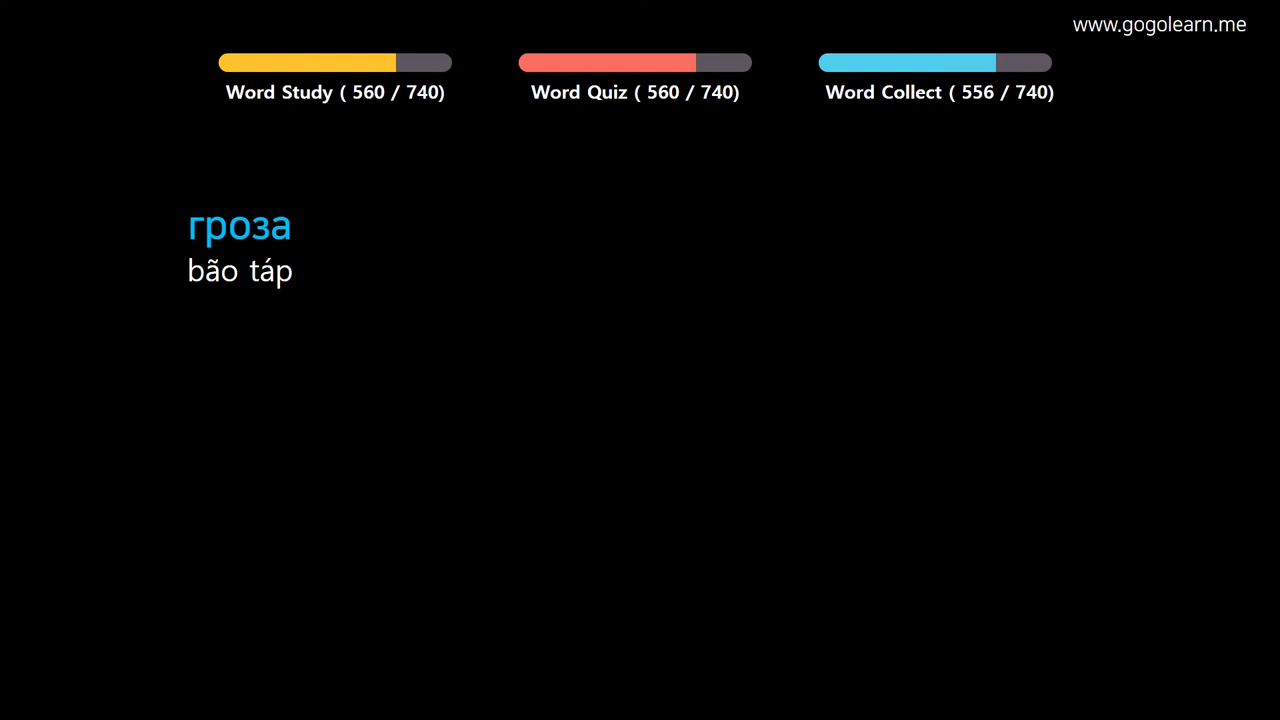 www.gogolearn.me
Word Study ( 560 / 740)
Word Quiz ( 560 / 740)
Word Collect ( 556 / 740)
гроза
bão táp